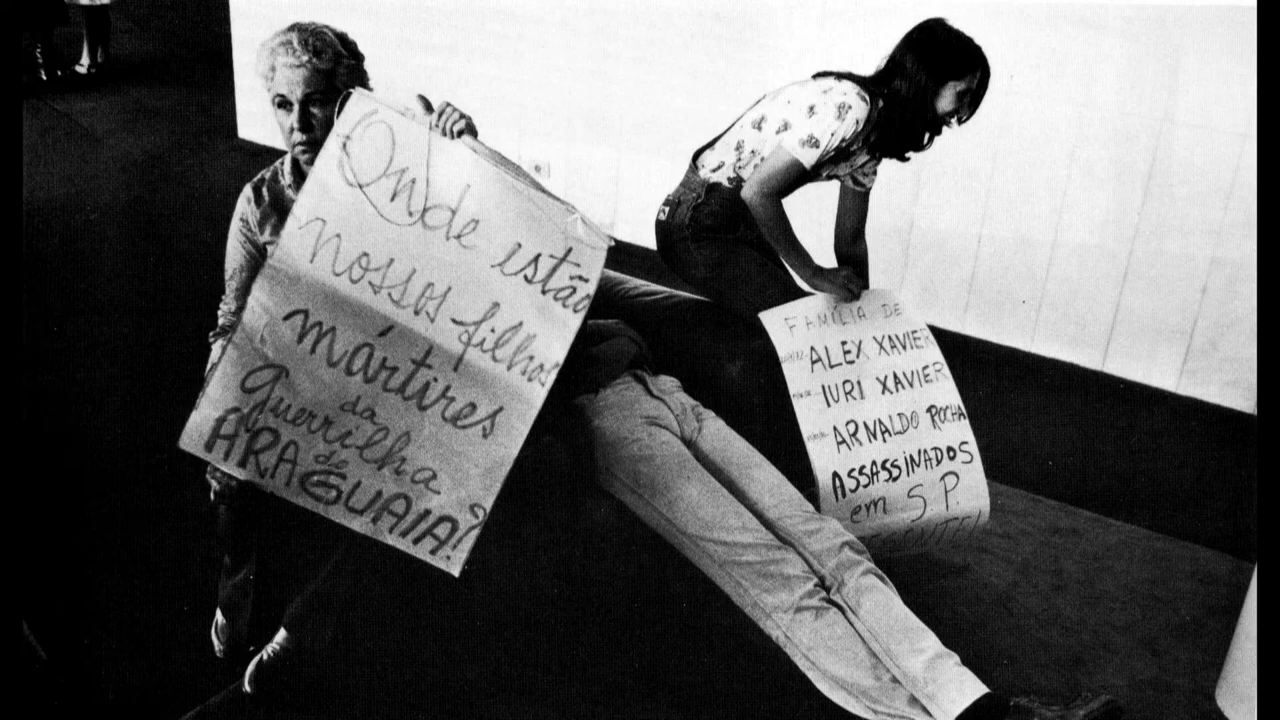 Onde estão
nossos filhos
mártires
da
guerrilha
de
ARAGUAIA?
FAMÍLIA DE
ALEX XAVIER
IURI XAVIER
ARNALDO ROCHA
ASSASSINADOS
em S P.